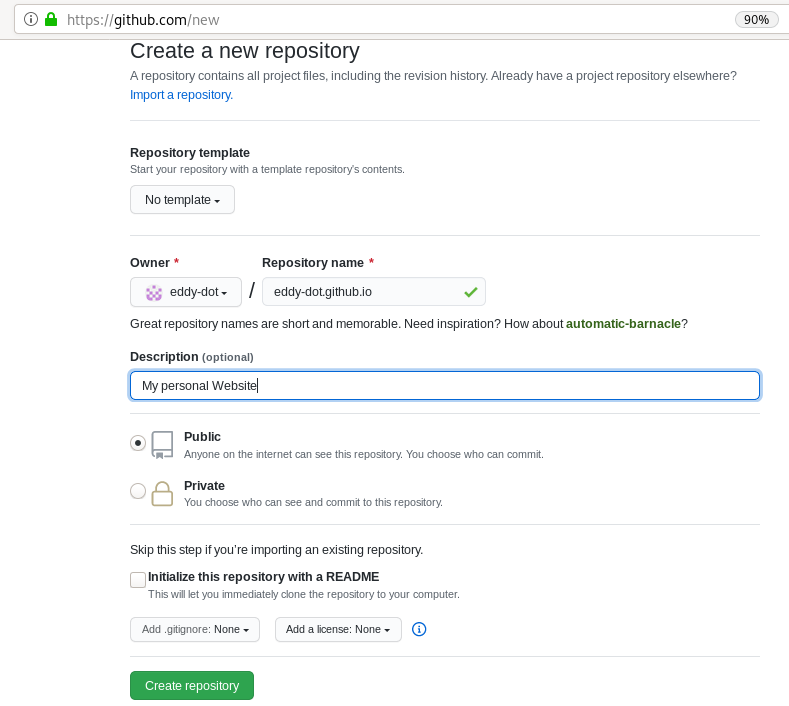 https://github.com/new
90%
Create a new repository
A repository contains all project files, including the revision history. Already have a project repository elsewhere?
Import a repository.
Repository template
Start your repository with a template repository's contents.
No template
Owner * Repository name *
eddy-dot / eddy-dot.github.io
Great repository names are short and memorable. Need inspiration? How about automatic-barnacle?
Description (optional)
My personal Website
Public
Anyone on the internet can see this repository. You choose who can commit.
Private
You choose who can see and commit to this repository.
Skip this step if you’re importing an existing repository.
Initialize this repository with a README
This will let you immediately clone the repository to your computer.
Add .gitignore: None Add a license: None
Create repository